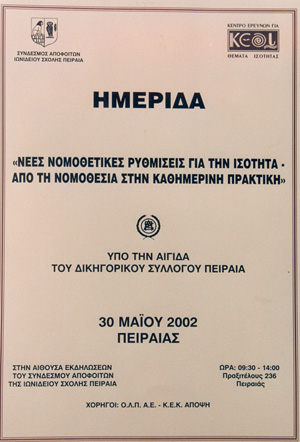 ΣΥΝΔΕΣΜΟΣ ΑΠΟΦΟΙΤΩΝ
ΙΩΝΙΔΕΙΟΥ ΣΧΟΛΗΣ ΠΕΙΡΑΙΑ
ΚΕΝΤΡΟ ΕΡΕΥΝΩΝ ΓΙΑ
ΘΕΜΑΤΑ ΙΣΟΤΗΤΑΣ
ΗΜΕΡΙΔΑ
«ΝΕΕΣ ΝΟΜΟΘΕΤΙΚΕΣ ΡΥΘΜΙΣΕΙΣ ΓΙΑ ΤΗΝ ΙΣΟΤΗΤΑ -
ΑΠΟ ΤΗ ΝΟΜΟΘΕΣΙΑ ΣΤΗΝ ΚΑΘΗΜΕΡΙΝΗ ΠΡΑΚΤΙΚΗ»
ΥΠΟ ΤΗΝ ΑΙΓΙΔΑ
ΤΟΥ ΔΙΚΗΓΟΡΙΚΟΥ ΣΥΛΛΟΓΟΥ ΠΕΙΡΑΙΑ
30 ΜΑΪΟΥ 2002
ΠΕΙΡΑΙΑΣ
ΣΤΗΝ ΑΙΘΟΥΣΑ ΕΚΔΗΛΩΣΕΩΝ
ΤΟΥ ΣΥΝΔΕΣΜΟΥ ΑΠΟΦΟΙΤΩΝ
ΤΗΣ ΙΩΝΙΔΕΙΟΥ ΣΧΟΛΗΣ ΠΕΙΡΑΙΑ
ΩΡΑ: 09:30 - 14:00
Πραξιτέλους 236
Πειραιάς
ΧΟΡΗΓΟΙ: Ο.Λ.Π. Α.Ε. - Κ.Ε.Κ. ΑΠΟΨΗ